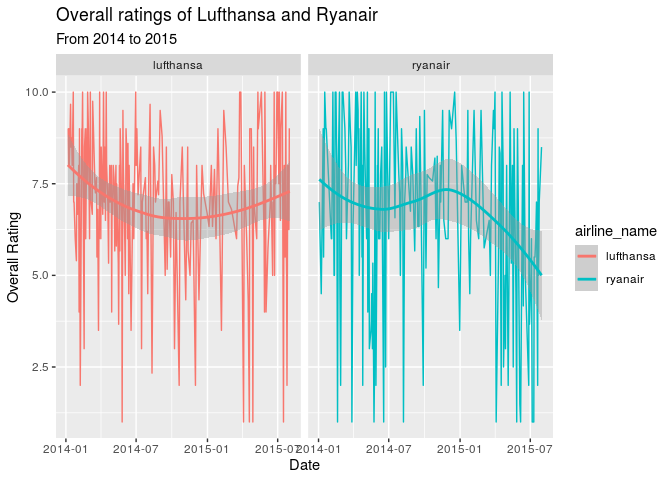 Overall ratings of Lufthansa and Ryanair
From 2014 to 2015
lufthansa
ryanair
10.0
7.5
5.0
2.5
Overall Rating
2014-01
2014-07
2015-01
2015-07
2014-01
2014-07
2015-01
2015-07
Date
airline_name
lufthansa
ryanair